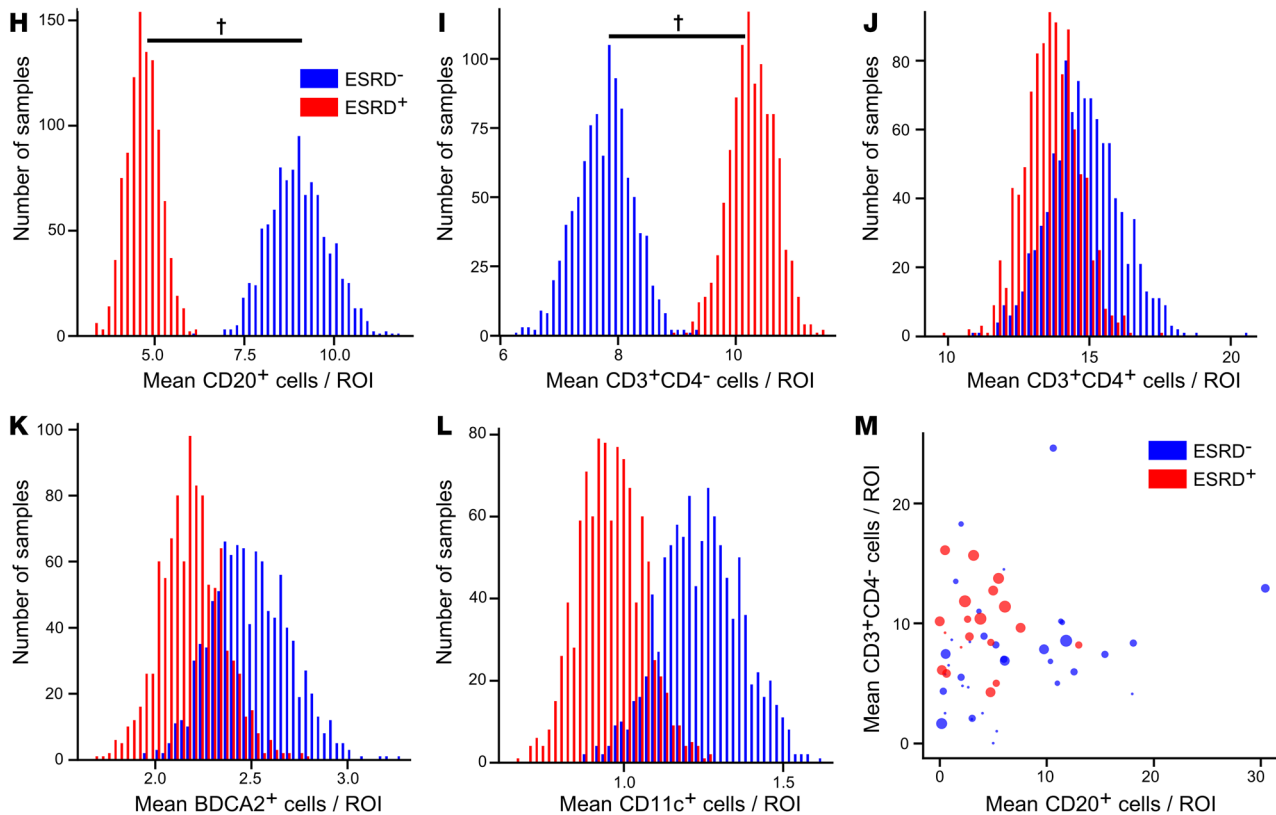 H
†
150
100
50
0
Number of samples
ESRD⁻
ESRD⁺
5.0 7.5 10.0
Mean CD20⁺ cells / ROI
I
†
100
75
50
25
0
Number of samples
6 8 10
Mean CD3⁺CD4⁻ cells / ROI
J
80
60
40
20
0
Number of samples
10 15 20
Mean CD3⁺CD4⁺ cells / ROI
K
100
80
60
40
20
0
Number of samples
2.0 2.5 3.0
Mean BDCA2⁺ cells / ROI
L
80
60
40
20
0
Number of samples
1.0 1.5
Mean CD11c⁺ cells / ROI
M
ESRD⁻
ESRD⁺
20
10
0
Mean CD3⁺CD4⁻ cells / ROI
0 10 20 30
Mean CD20⁺ cells / ROI